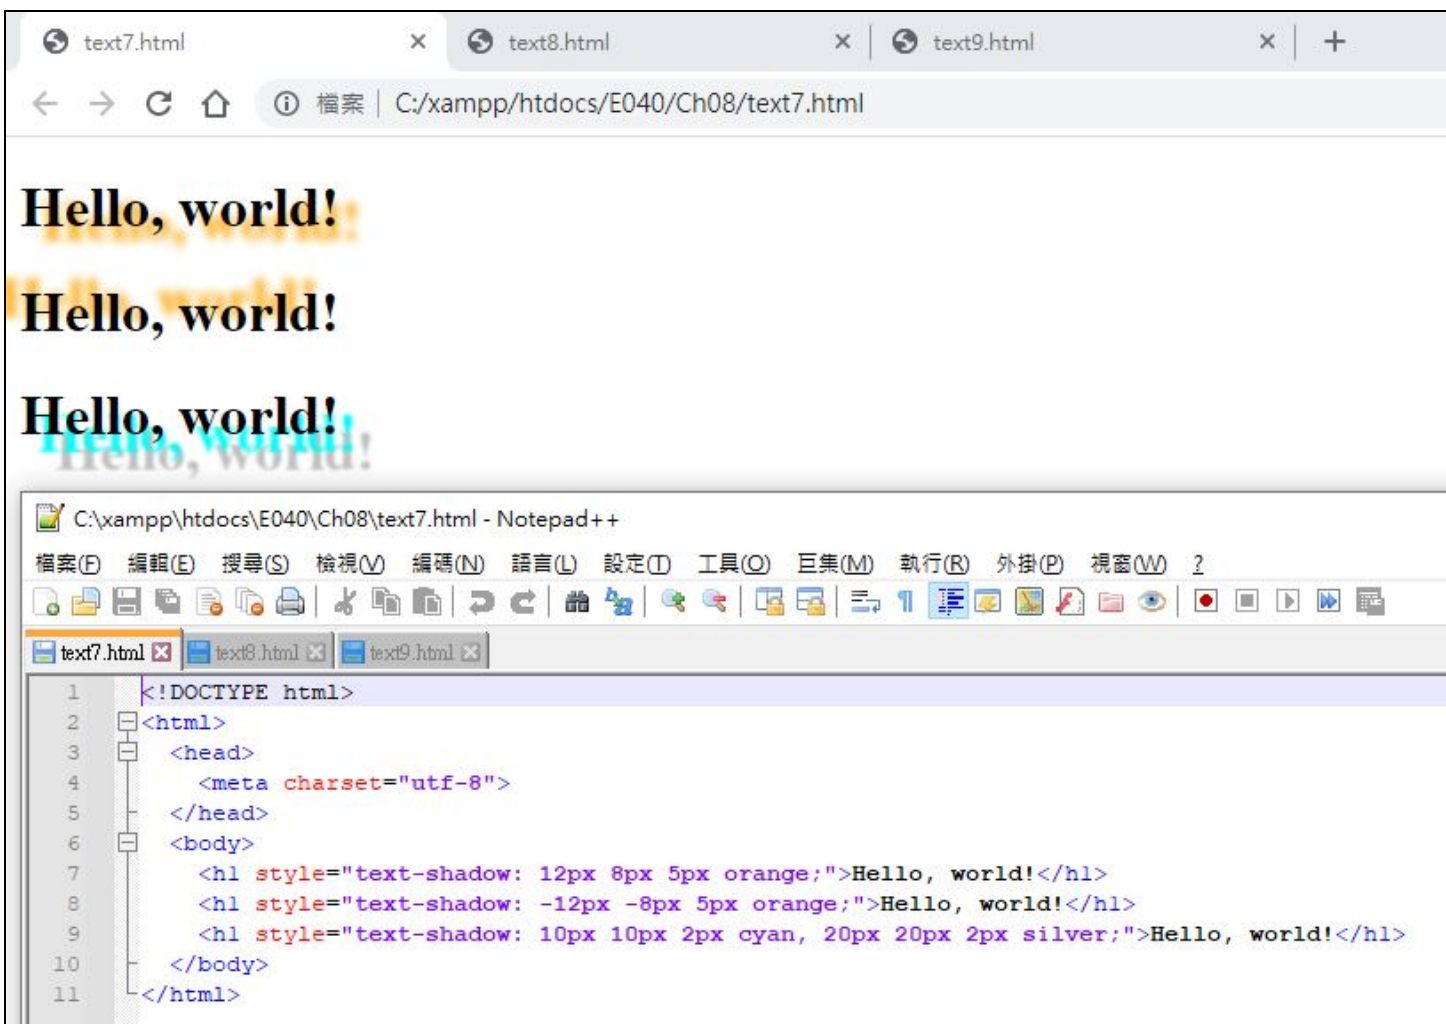 text7.html text8.html text9.html
檔案 C:/xampp/htdocs/E040/Ch08/text7.html
Hello, world!
Hello, world!
Hello, world!
C:\xampp\htdocs\E040\Ch08\text7.html - Notepad++
檔案(F) 編輯(E) 搜尋(S) 檢視(V) 編碼(N) 語言(L) 設定(T) 工具(O) 巨集(M) 執行(R) 外掛(P) 視窗(W) ?
text7.html text8.html text9.html
1 <!DOCTYPE html>
2 <html>
3 <head>
4 <meta charset="utf-8">
5 </head>
6 <body>
7 <h1 style="text-shadow: 12px 8px 5px orange;">Hello, world!</h1>
8 <h1 style="text-shadow: -12px -8px 5px orange;">Hello, world!</h1>
9 <h1 style="text-shadow: 10px 10px 2px cyan, 20px 20px 2px silver;">Hello, world!</h1>
10 </body>
11 </html>